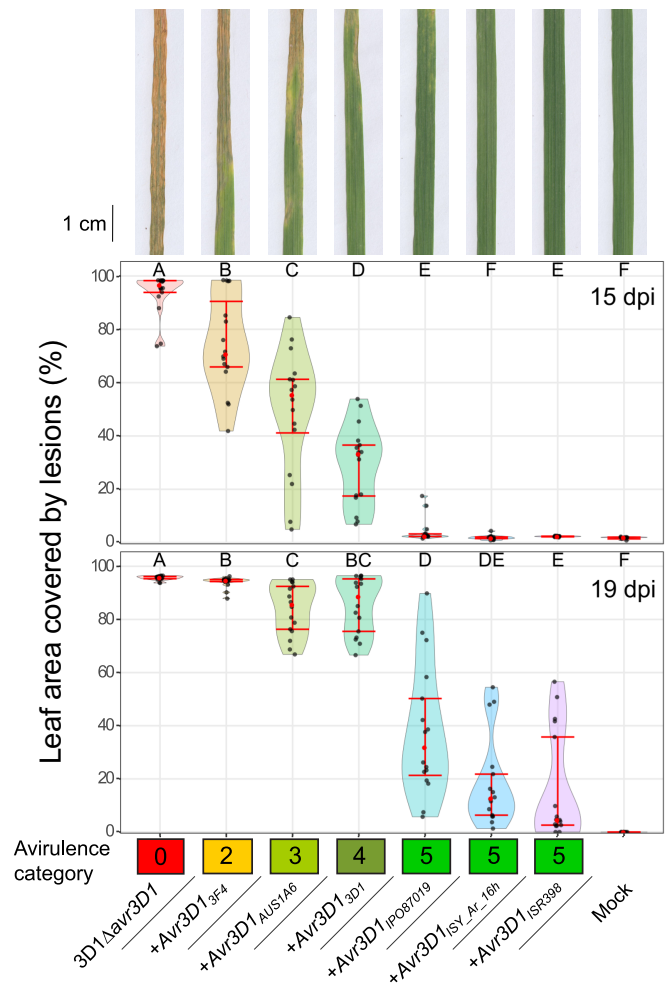 1 cm
Leaf area covered by lesions (%)
A B C D E F E F
15 dpi
100
80
60
40
20
0
A B C BC D DE E F
19 dpi
100
80
60
40
20
0
Avirulence category
0 2 3 4 5 5 5
3D1Δavr3D1
+Avr3D1_3F4
+Avr3D1_AUS1A6
+Avr3D1_3D1
+Avr3D1_IPO87019
+Avr3D1_ISY_Ar_16h
+Avr3D1_ISR398
Mock